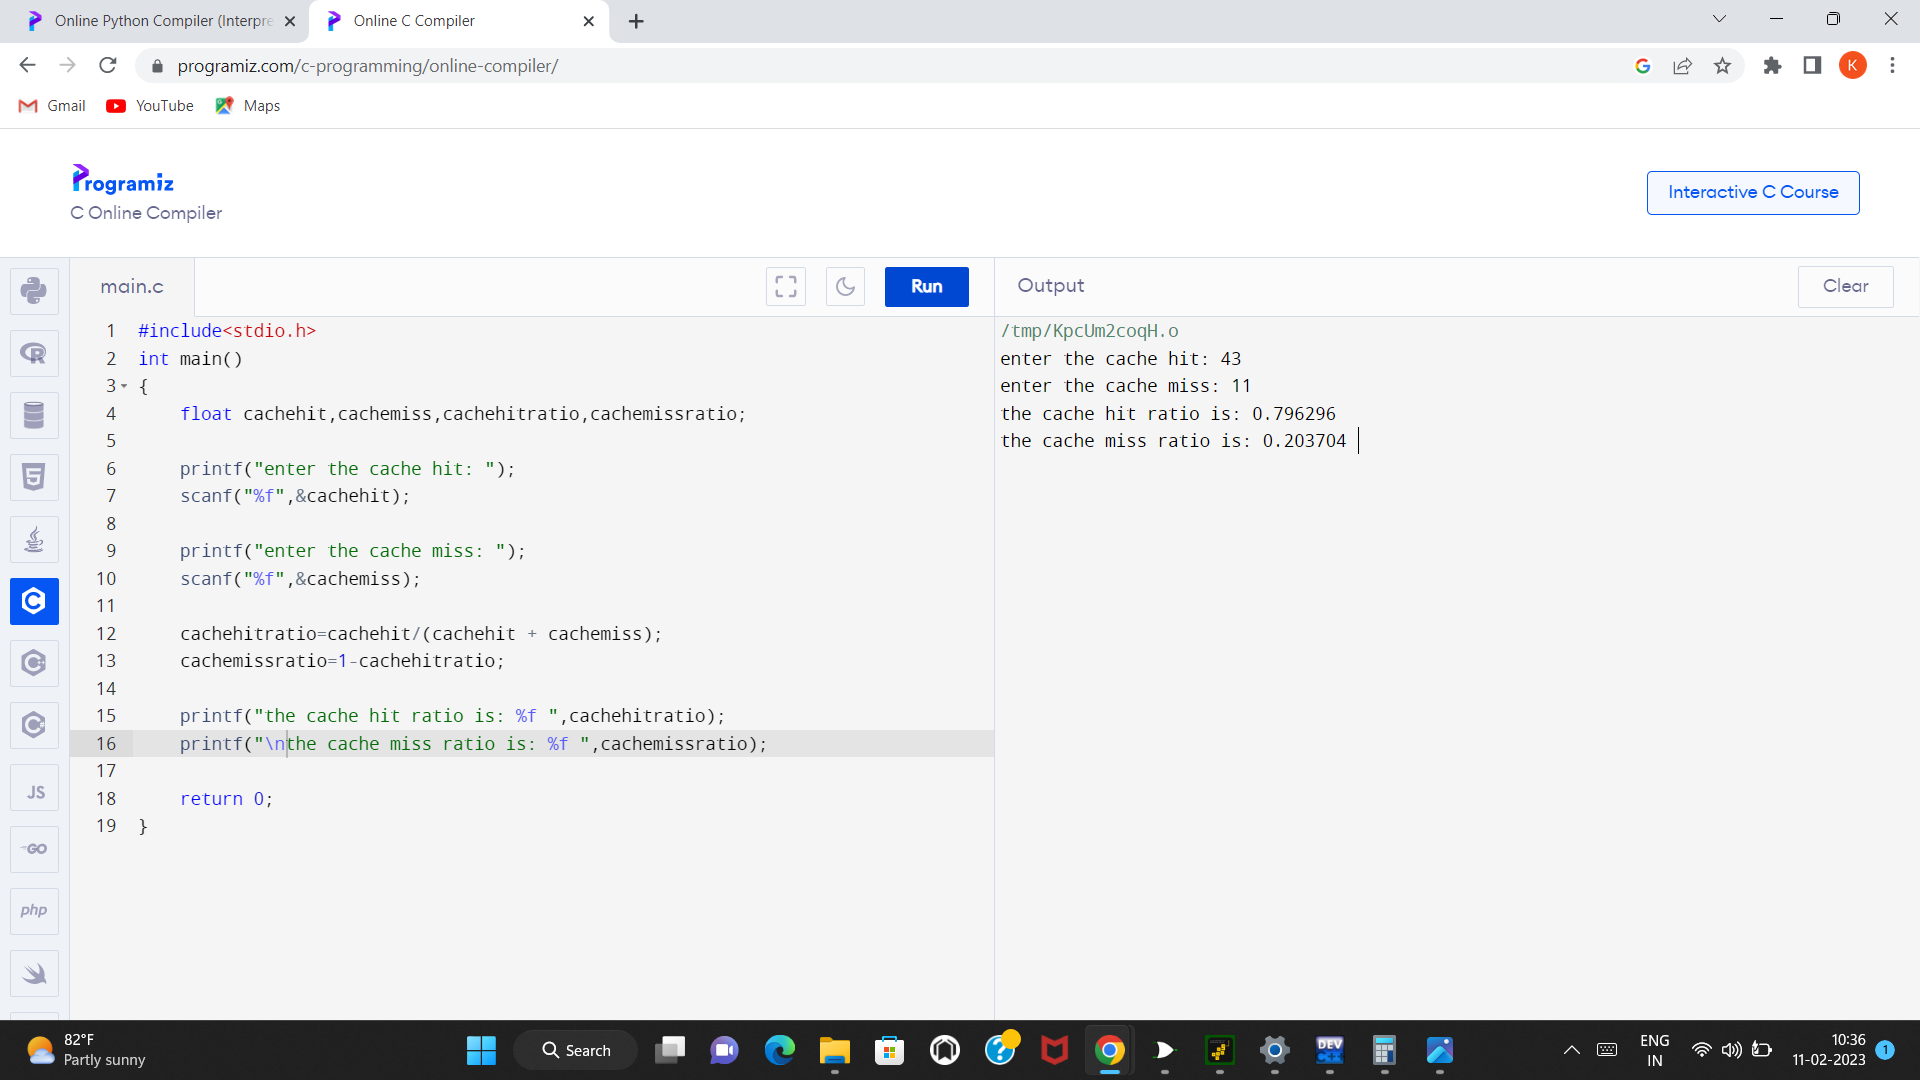 Online Python Compiler (Interpre
Online C Compiler
programiz.com/c-programming/online-compiler/
K
Gmail
YouTube
Maps
Programiz
C Online Compiler
Interactive C Course
main.c
Run
Output
Clear
1 #include<stdio.h>
2 int main()
3 {
4 float cachehit,cachemiss,cachehitratio,cachemissratio;
5
6 printf("enter the cache hit: ");
7 scanf("%f",&cachehit);
8
9 printf("enter the cache miss: ");
10 scanf("%f",&cachemiss);
11
12 cachehitratio=cachehit/(cachehit + cachemiss);
13 cachemissratio=1-cachehitratio;
14
15 printf("the cache hit ratio is: %f ",cachehitratio);
16 printf("\nthe cache miss ratio is: %f ",cachemissratio);
17
18 return 0;
19 }
/tmp/KpcUm2coqH.o
enter the cache hit: 43
enter the cache miss: 11
the cache hit ratio is: 0.796296
the cache miss ratio is: 0.203704
JS
GO
php
82°F
Partly sunny
Search
DEV
C++
ENG
IN
10:36
11-02-2023
1